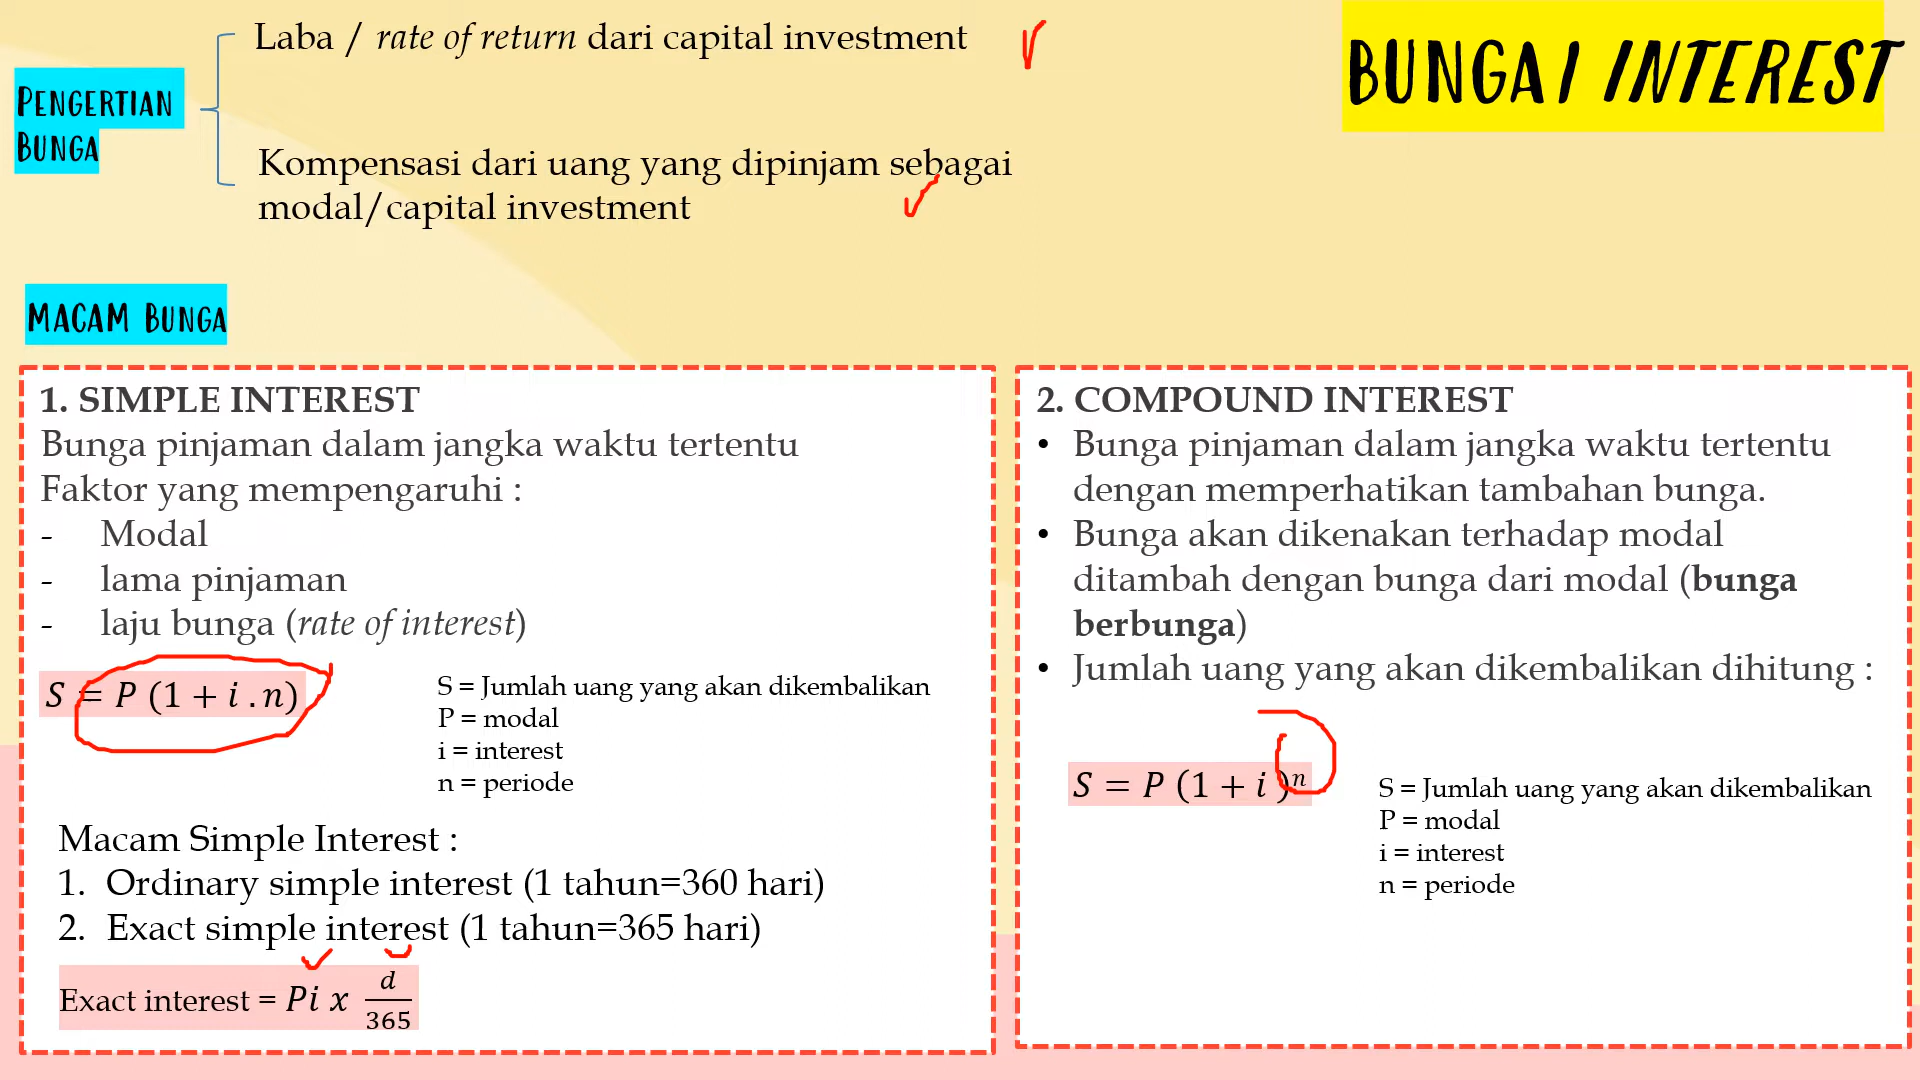 BUNGA/ INTEREST
PENGERTIAN
BUNGA
Laba / rate of return dari capital investment
Kompensasi dari uang yang dipinjam sebagai
modal/capital investment
MACAM BUNGA
1. SIMPLE INTEREST
Bunga pinjaman dalam jangka waktu tertentu
Faktor yang mempengaruhi :
- Modal
- lama pinjaman
- laju bunga (rate of interest)
S = P (1 + i . n)
S = Jumlah uang yang akan dikembalikan
P = modal
i = interest
n = periode
Macam Simple Interest :
1. Ordinary simple interest (1 tahun=360 hari)
2. Exact simple interest (1 tahun=365 hari)
Exact interest = Pi x d/365
2. COMPOUND INTEREST
• Bunga pinjaman dalam jangka waktu tertentu
dengan memperhatikan tambahan bunga.
• Bunga akan dikenakan terhadap modal
ditambah dengan bunga dari modal (bunga
berbunga)
• Jumlah uang yang akan dikembalikan dihitung :
S = P (1 + i )ⁿ
S = Jumlah uang yang akan dikembalikan
P = modal
i = interest
n = periode